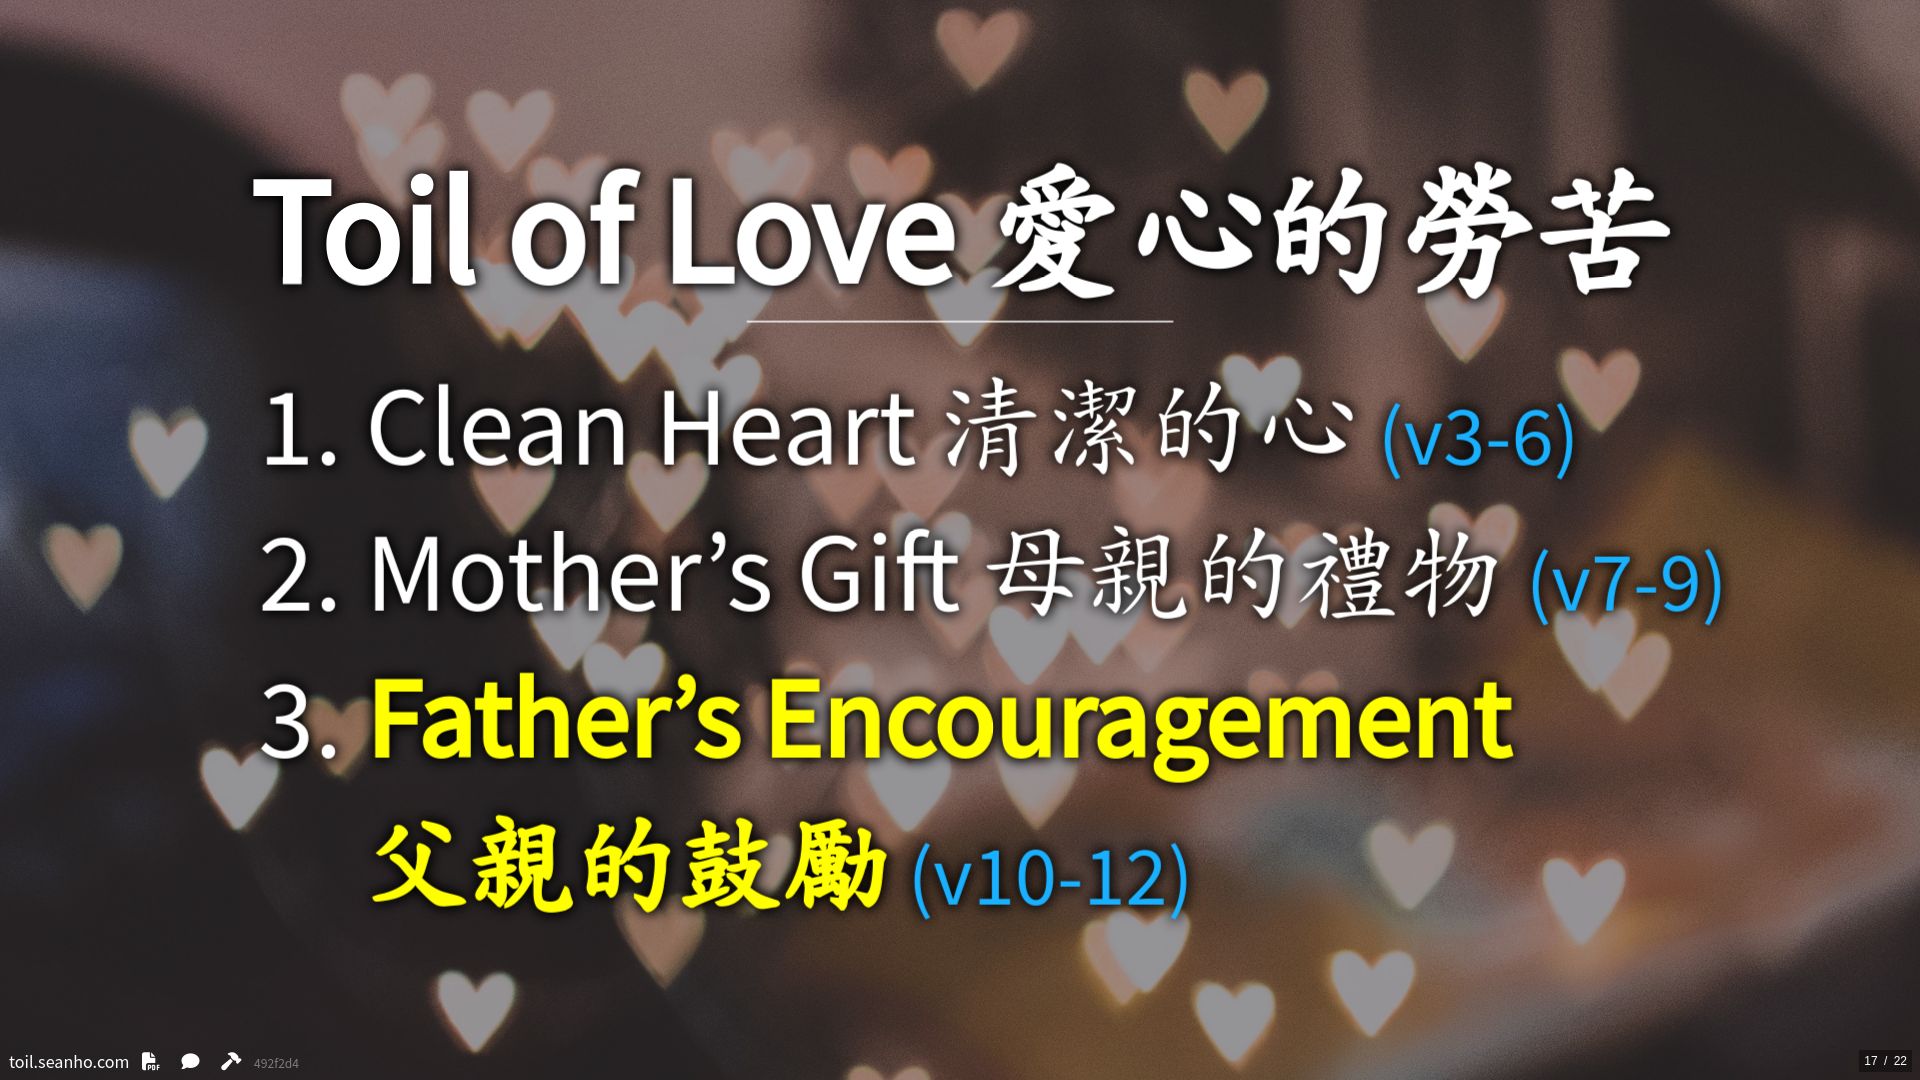 Toil of Love 愛心的勞苦
1. Clean Heart 清潔的心 (v3-6)
2. Mother’s Gift 母親的禮物 (v7-9)
3. Father’s Encouragement
父親的鼓勵 (v10-12)
toil.seanho.com PDF 492f2d4
17 / 22